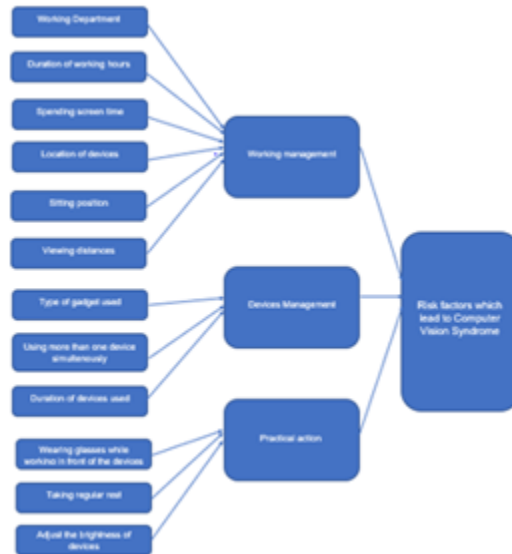 Working Department
Duration of working hours
Spending screen time
Location of devices
Sitting position
Viewing distances
Working management
Type of gadget used
Using more than one device
simultenously
Duration of devices used
Devices Management
Wearing glasses while
working in front of the devices
Taking regular rest
Adjust the brightness of
devices
Practical action
Risk factors which
lead to Computer
Vision Syndrome